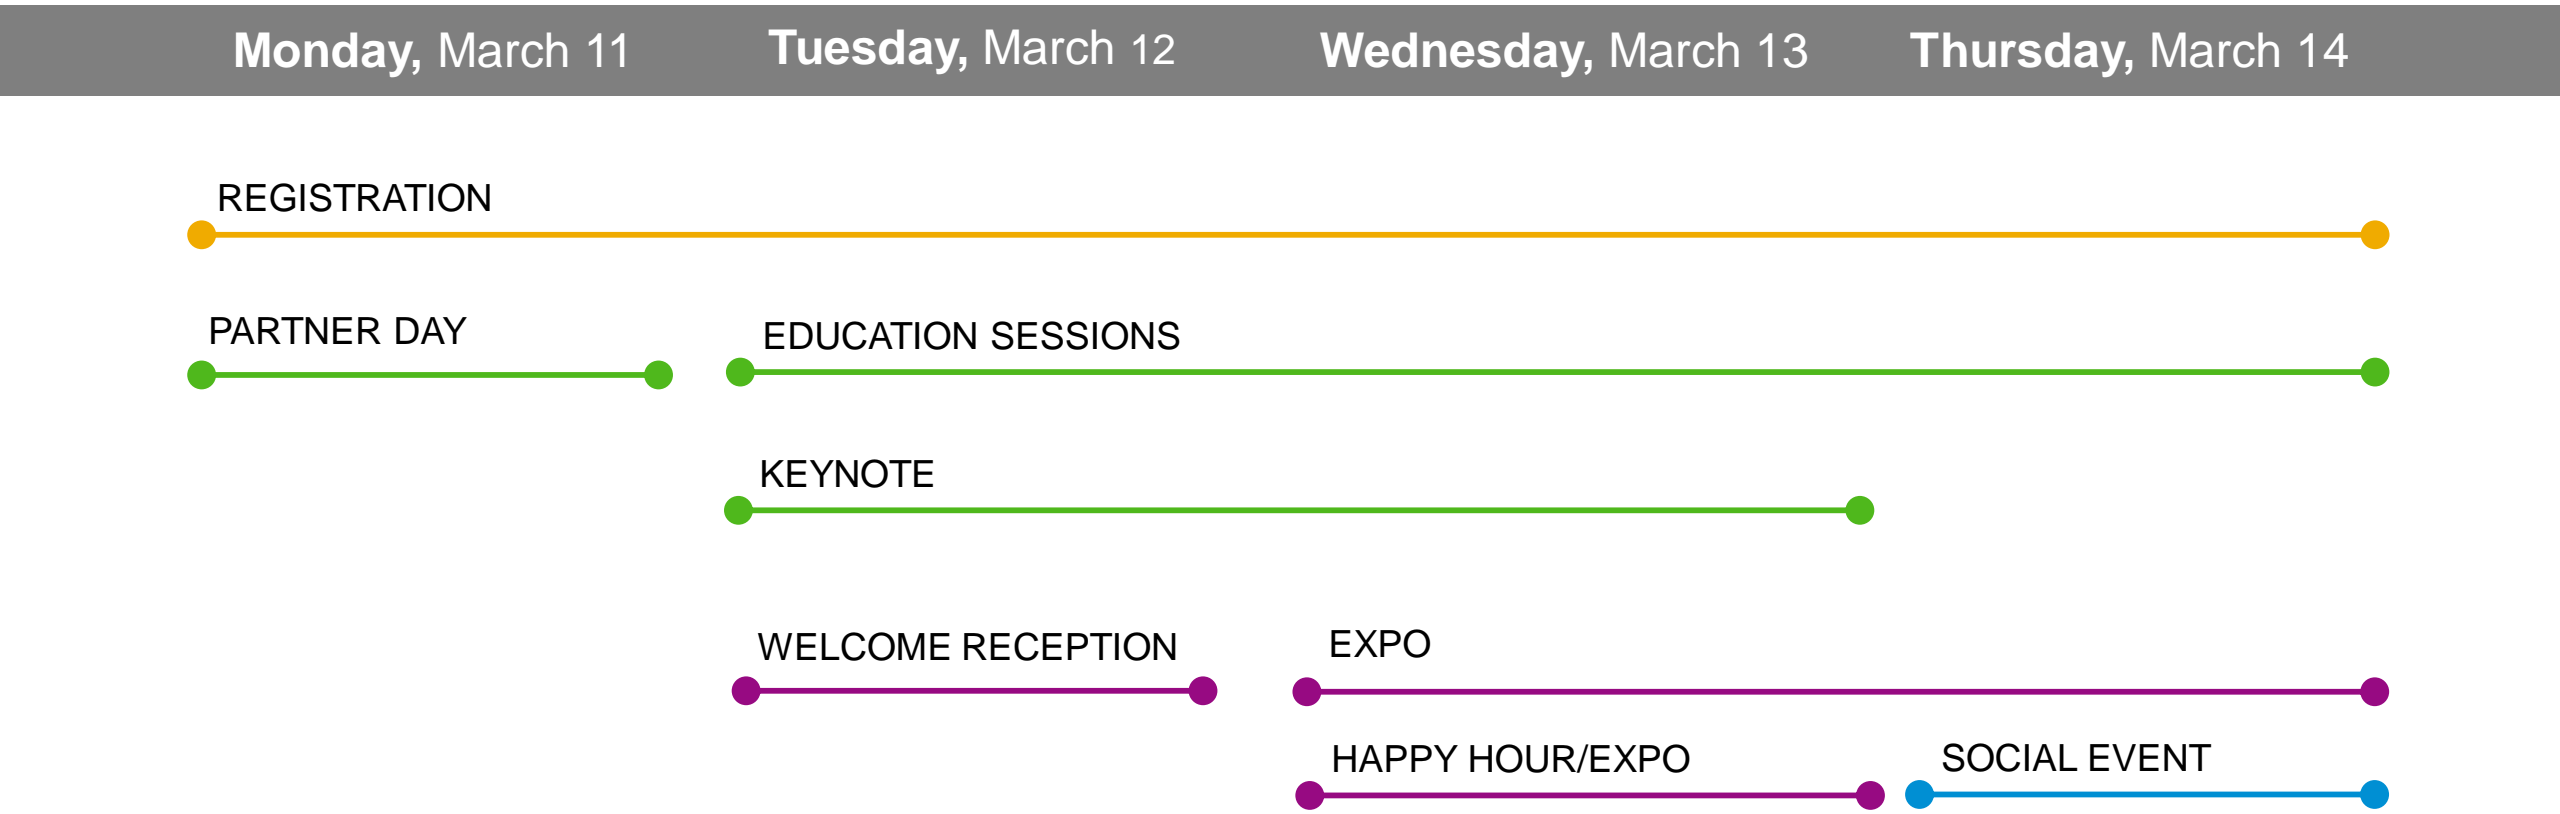 Monday, March 11 Tuesday, March 12 Wednesday, March 13 Thursday, March 14
REGISTRATION
PARTNER DAY EDUCATION SESSIONS
KEYNOTE
WELCOME RECEPTION EXPO
HAPPY HOUR/EXPO SOCIAL EVENT